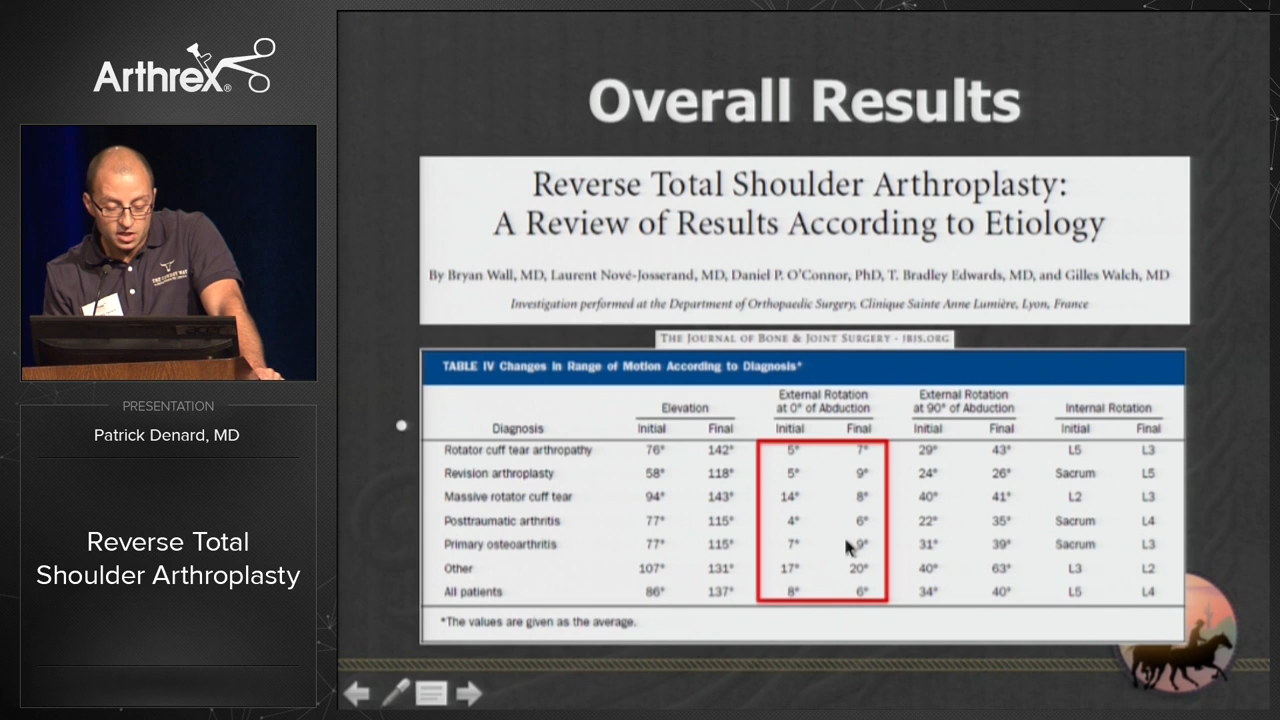 Arthrex®
PRESENTATION
Patrick Denard, MD
Reverse Total
Shoulder Arthroplasty
Overall Results
Reverse Total Shoulder Arthroplasty:
A Review of Results According to Etiology
By Bryan Wall, MD, Laurent Nové-Josserand, MD, Daniel P. O'Connor, PhD, T. Bradley Edwards, MD, and Gilles Walch, MD
Investigation performed at the Department of Orthopaedic Surgery, Clinique Sainte Anne Lumière, Lyon, France
THE JOURNAL OF BONE & JOINT SURGERY · JBJS.ORG
TABLE IV Changes in Range of Motion According to Diagnosis*
Elevation External Rotation at 0° of Abduction External Rotation at 90° of Abduction Internal Rotation
Diagnosis Initial Final Initial Final Initial Final Initial Final
Rotator cuff tear arthropathy 76° 142° 5° 7° 29° 43° L5 L3
Revision arthroplasty 58° 118° 5° 9° 24° 26° Sacrum L5
Massive rotator cuff tear 94° 143° 14° 8° 40° 41° L2 L3
Posttraumatic arthritis 77° 115° 4° 6° 22° 35° Sacrum L4
Primary osteoarthritis 77° 115° 7° 9° 31° 39° Sacrum L3
Other 107° 131° 17° 20° 40° 63° L3 L2
All patients 86° 137° 8° 6° 34° 40° L5 L4
*The values are given as the average.